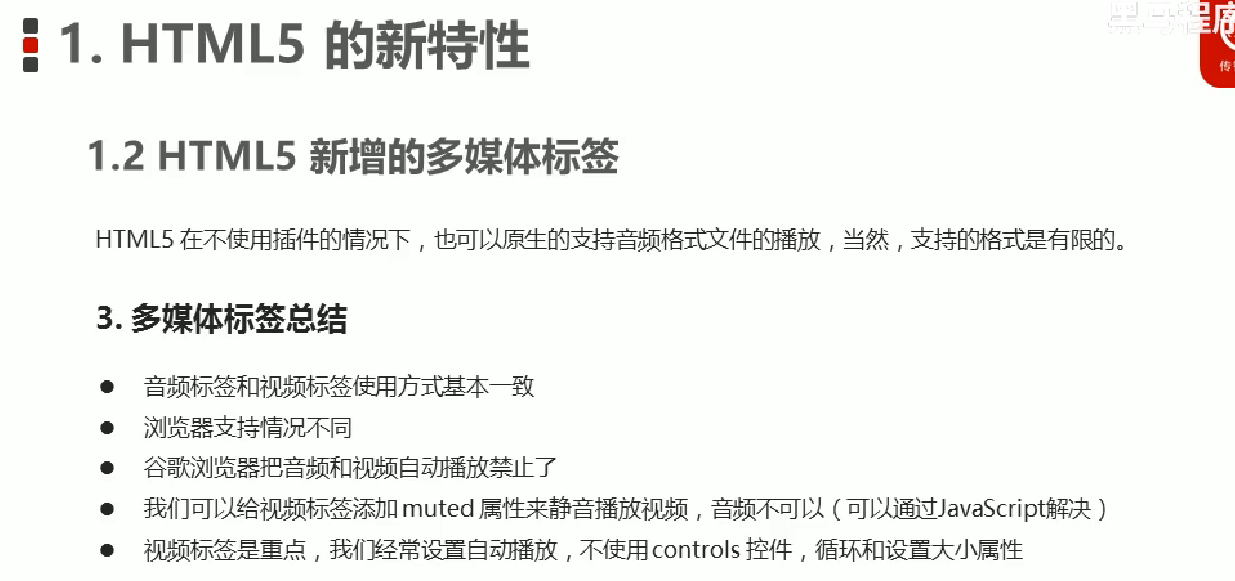 黑马程序
传
1. HTML5 的新特性
1.2 HTML5 新增的多媒体标签
HTML5 在不使用插件的情况下，也可以原生的支持音频格式文件的播放，当然，支持的格式是有限的。
3. 多媒体标签总结
● 音频标签和视频标签使用方式基本一致
● 浏览器支持情况不同
● 谷歌浏览器把音频和视频自动播放禁止了
● 我们可以给视频标签添加 muted 属性来静音播放视频，音频不可以（可以通过JavaScript解决）
● 视频标签是重点，我们经常设置自动播放，不使用 controls 控件，循环和设置大小属性